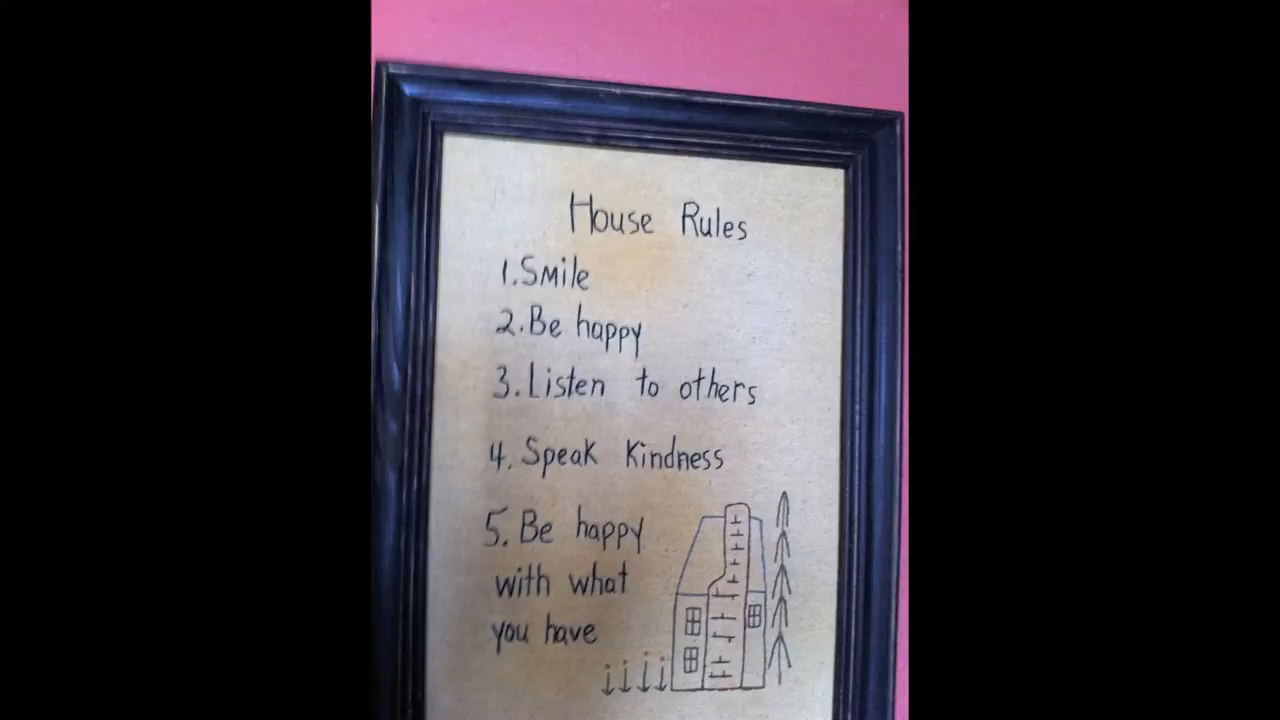 House Rules
1. Smile
2. Be happy
3. Listen to others
4. Speak Kindness
5. Be happy
with what
you have